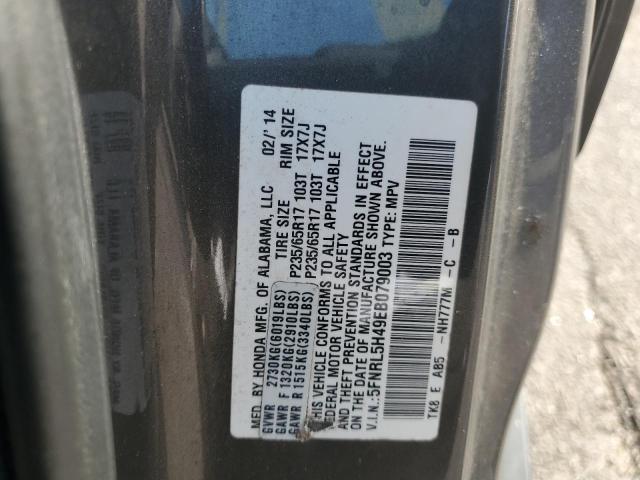 MFD. BY HONDA MFG. OF ALABAMA, LLC 02/'14
GVWR 2730KG(6019LBS) TIRE SIZE RIM SIZE
GAWR F 1320KG(2910LBS) P235/65R17 103T 17X7J
GAWR R 1515KG(3340LBS) P235/65R17 103T 17X7J
THIS VEHICLE CONFORMS TO ALL APPLICABLE
FEDERAL MOTOR VEHICLE SAFETY
AND THEFT PREVENTION STANDARDS IN EFFECT
ON THE DATE OF MANUFACTURE SHOWN ABOVE.
V.I.N.: 5FNRL5H49EB079003 TYPE: MPV
TK8 E A85 -NH777M -C -B